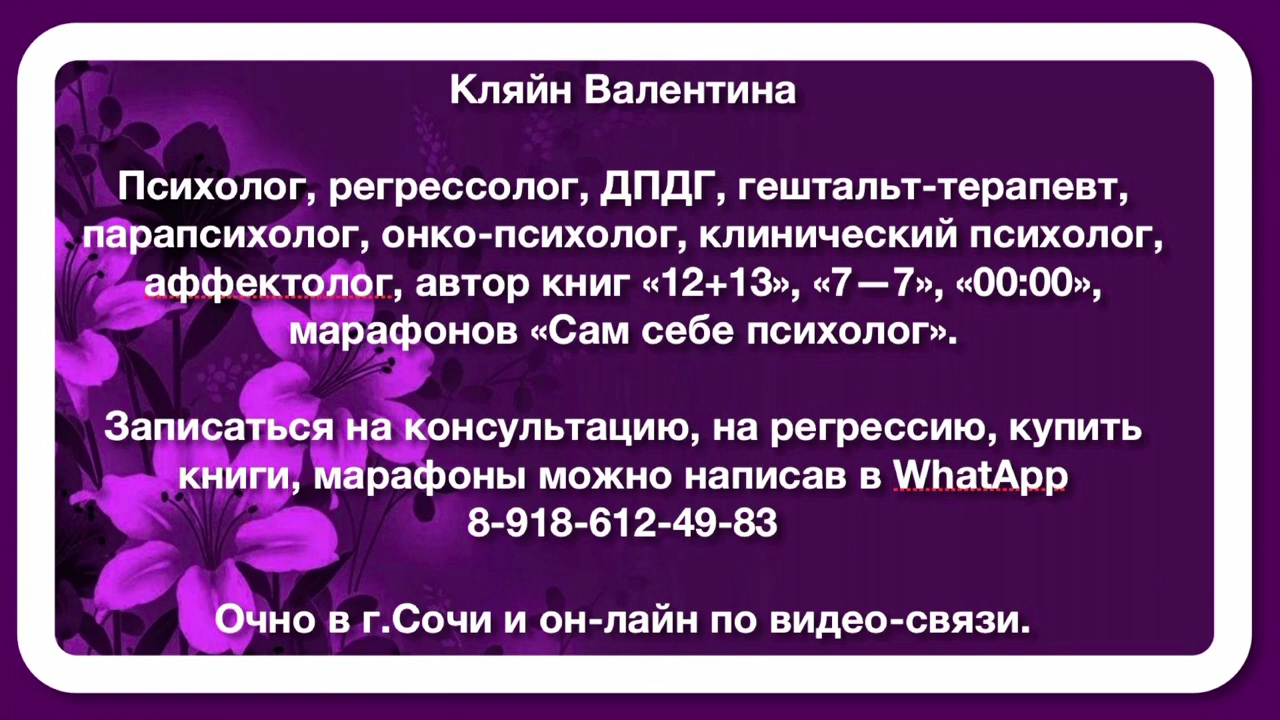 Кляйн Валентина
Психолог, регрессолог, ДПДГ, гештальт-терапевт,
парапсихолог, онко-психолог, клинический психолог,
аффектолог, автор книг «12+13», «7—7», «00:00»,
марафонов «Сам себе психолог».
Записаться на консультацию, на регрессию, купить
книги, марафоны можно написав в WhatApp
8-918-612-49-83
Очно в г.Сочи и он-лайн по видео-связи.